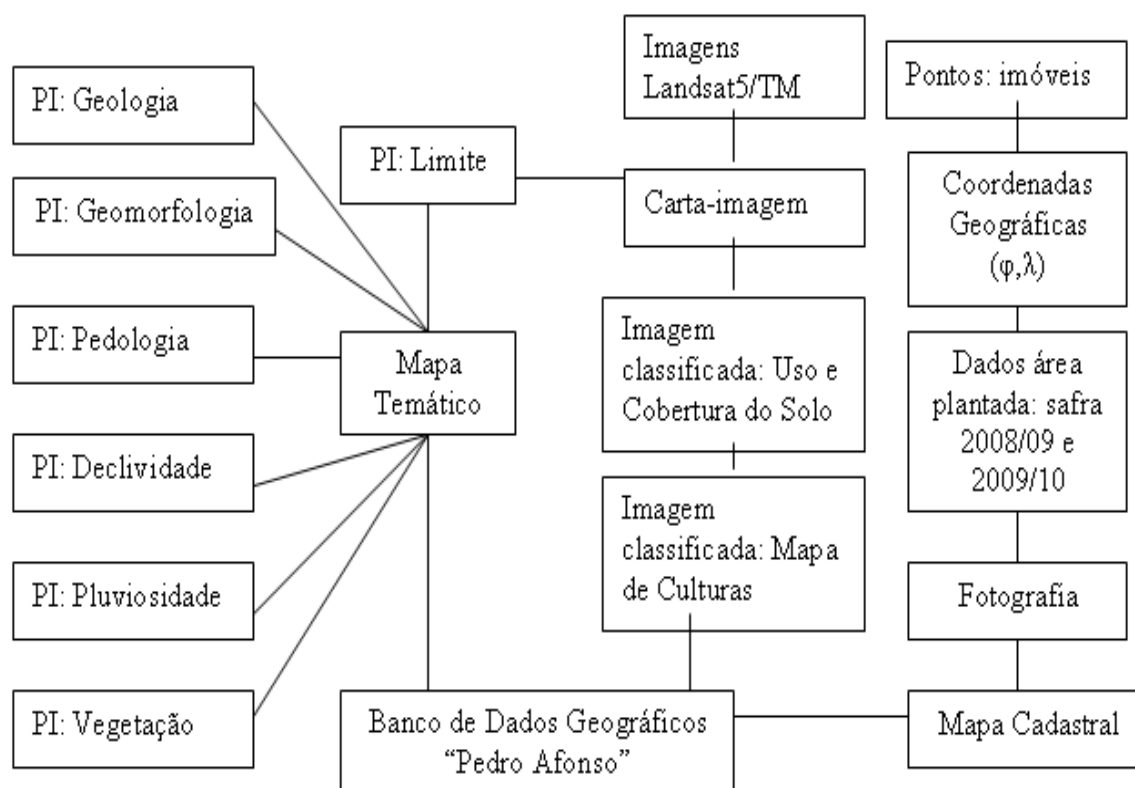 PI: Geologia
PI: Geomorfologia
PI: Pedologia
PI: Declividade
PI: Pluviosidade
PI: Vegetação
PI: Limite
Mapa
Temático
Banco de Dados Geográficos
“Pedro Afonso”
Imagens
Landsat5/TM
Carta-imagem
Imagem
classificada: Uso e
Cobertura do Solo
Imagem
classificada: Mapa
de Culturas
Pontos: imóveis
Coordenadas
Geográficas
(φ,λ)
Dados área
plantada: safra
2008/09 e
2009/10
Fotografia
Mapa Cadastral